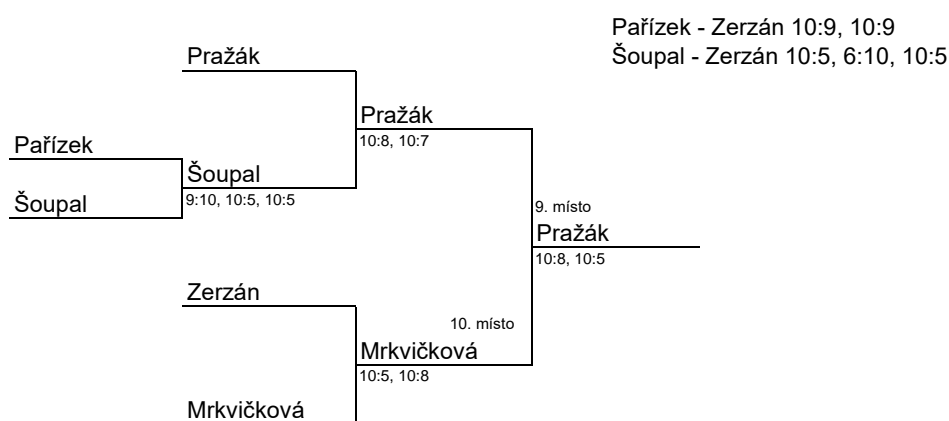 Pařízek - Zerzán 10:9, 10:9
Šoupal - Zerzán 10:5, 6:10, 10:5
Pražák
Pražák
10:8, 10:7
Pařízek
Šoupal
9:10, 10:5, 10:5
Šoupal
9. místo
Pražák
10:8, 10:5
Zerzán
10. místo
Mrkvičková
10:5, 10:8
Mrkvičková